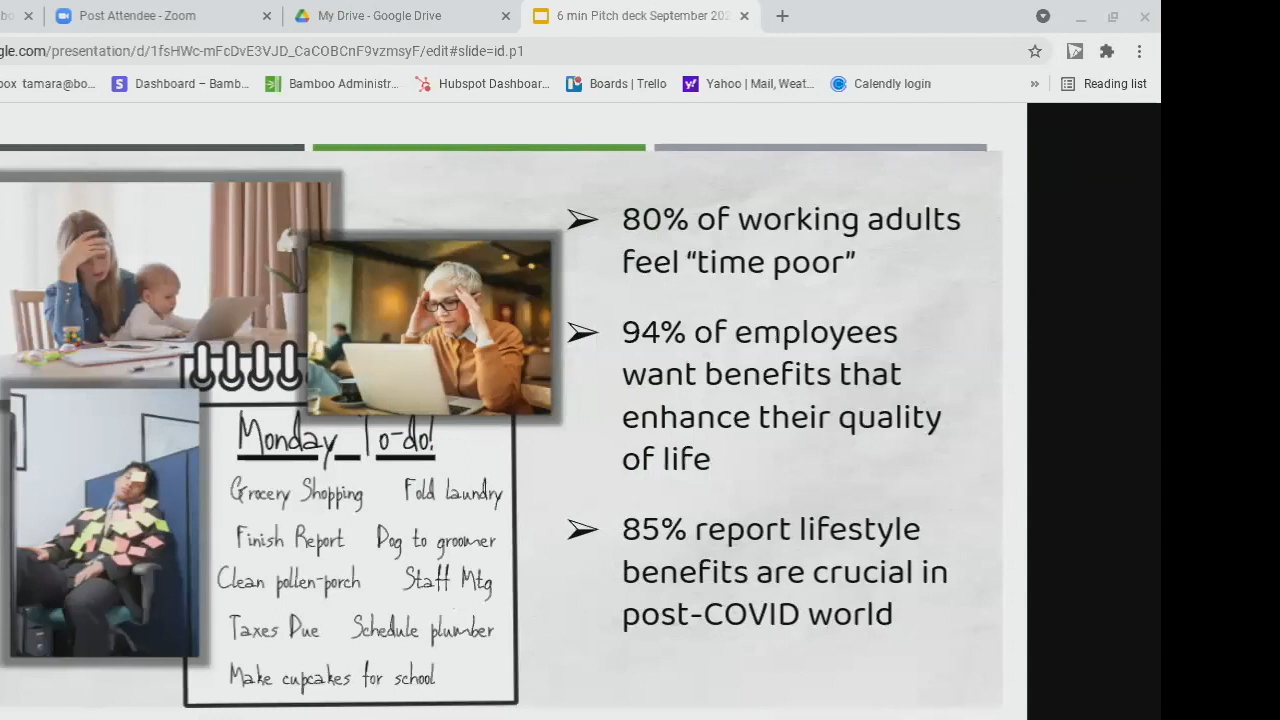 Post Attendee - Zoom
My Drive - Google Drive
6 min Pitch deck September 202
gle.com/presentation/d/1fsHWc-mFcDvE3VJD_CaCOBCnF9vzmsyF/edit#slide=id.p1
box tamara@bo...
Dashboard – Bamb...
Bamboo Administr...
Hubspot Dashboar...
Boards | Trello
Yahoo | Mail, Weat...
Calendly login
»
Reading list
➢ 80% of working adults
feel “time poor”
➢ 94% of employees
want benefits that
enhance their quality
of life
➢ 85% report lifestyle
benefits are crucial in
post-COVID world
Monday To-do!
Grocery Shopping Fold laundry
Finish Report Dog to groomer
Clean pollen-porch Staff Mtg
Taxes Due Schedule plumber
Make cupcakes for school